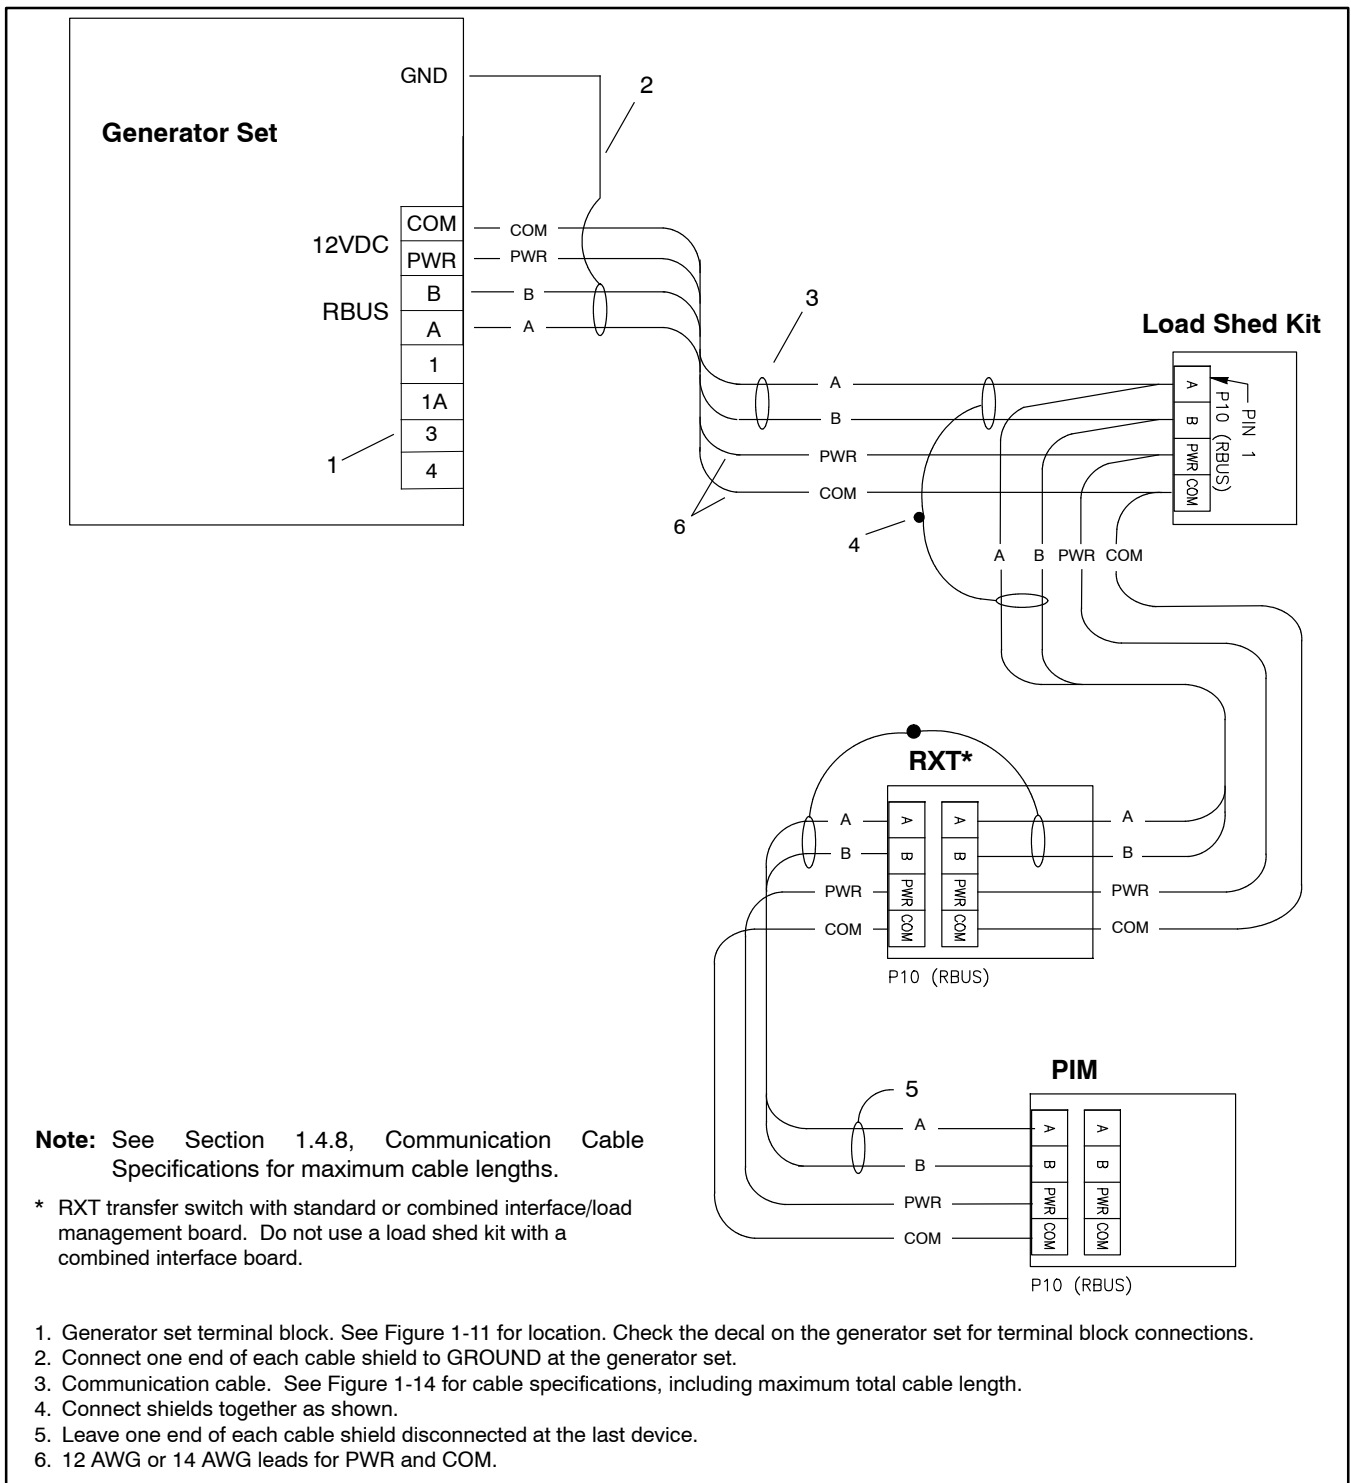 GND
2
Generator Set
12VDC
COM
PWR
RBUS
B
A
1
1A
3
4
COM
PWR
B
A
1
3
Load Shed Kit
A
B
PWR
COM
6
4
A
B
PWR
COM
PIN 1
P10 (RBUS)
A B PWR COM
RXT*
A
B
PWR
COM
A
B
PWR
COM
A
B
PWR
COM
A
B
PWR
COM
P10 (RBUS)
PIM
5
A
B
PWR
COM
A
B
PWR
COM
A
B
PWR
COM
P10 (RBUS)
Note: See Section 1.4.8, Communication Cable
Specifications for maximum cable lengths.
* RXT transfer switch with standard or combined interface/load
management board. Do not use a load shed kit with a
combined interface board.
1. Generator set terminal block. See Figure 1-11 for location. Check the decal on the generator set for terminal block connections.
2. Connect one end of each cable shield to GROUND at the generator set.
3. Communication cable. See Figure 1-14 for cable specifications, including maximum total cable length.
4. Connect shields together as shown.
5. Leave one end of each cable shield disconnected at the last device.
6. 12 AWG or 14 AWG leads for PWR and COM.